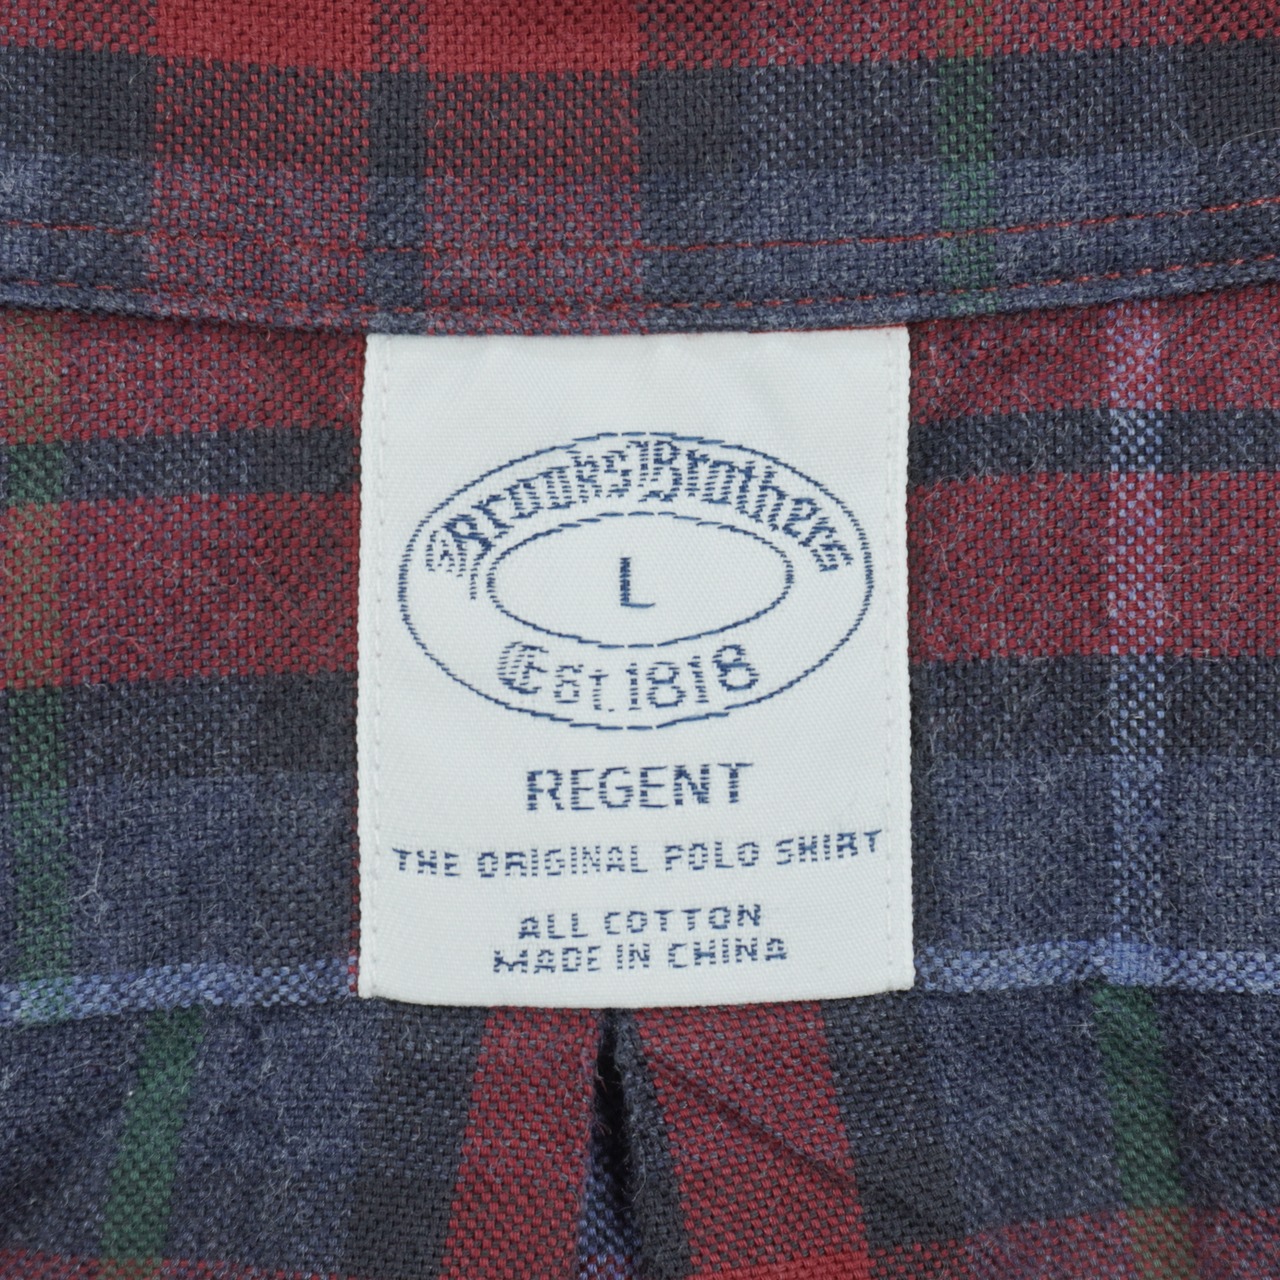 Brooks Brothers
L
Est. 1818
REGENT
THE ORIGINAL POLO SHIRT
ALL COTTON
MADE IN CHINA